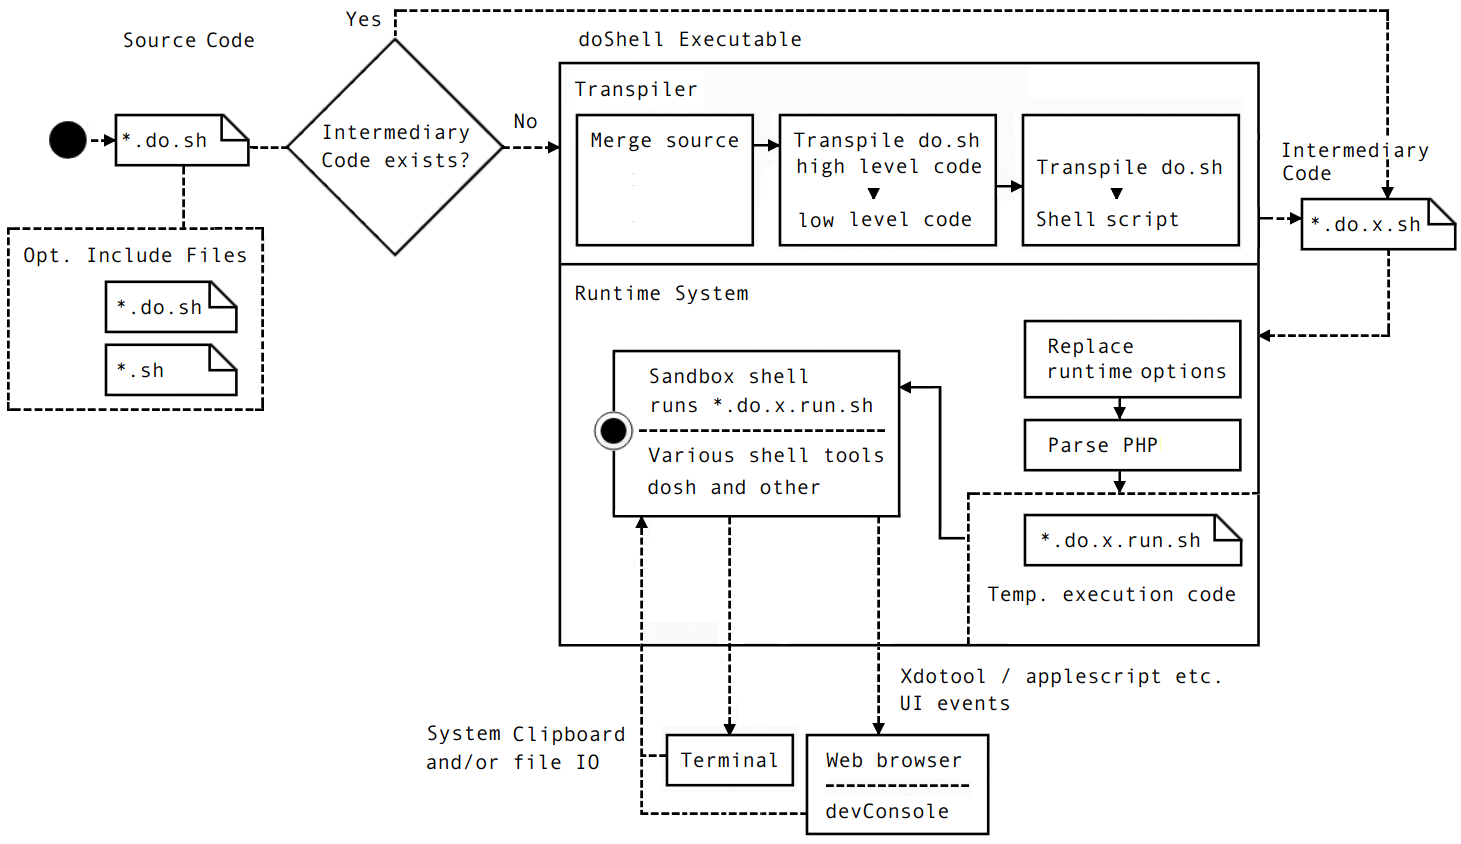 Yes
Source Code
doShell Executable
*.do.sh
Intermediary
Code exists?
No
Opt. Include Files
*.do.sh
*.sh
Transpiler
Merge source
Transpile do.sh
high level code
low level code
Transpile do.sh
Shell script
Intermediary
Code
*.do.x.sh
Runtime System
Replace
runtime options
Parse PHP
*.do.x.run.sh
Temp. execution code
Sandbox shell
runs *.do.x.run.sh
Various shell tools
dosh and other
Xdotool / applescript etc.
UI events
System Clipboard
and/or file IO
Terminal
Web browser
devConsole